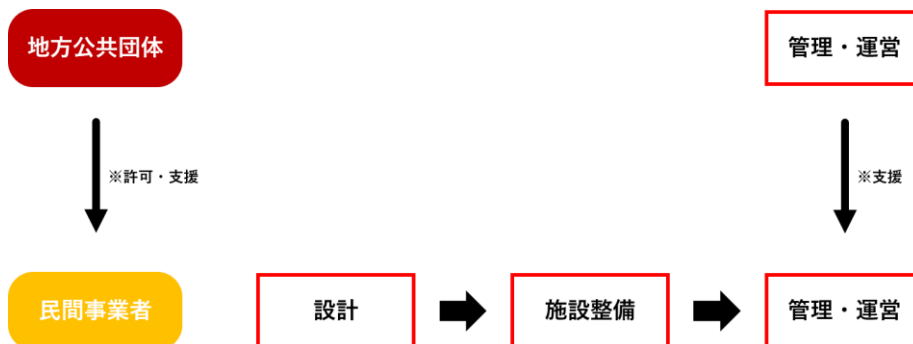 地方公共団体
管理・運営
※許可・支援
※支援
民間事業者
設計
施設整備
管理・運営